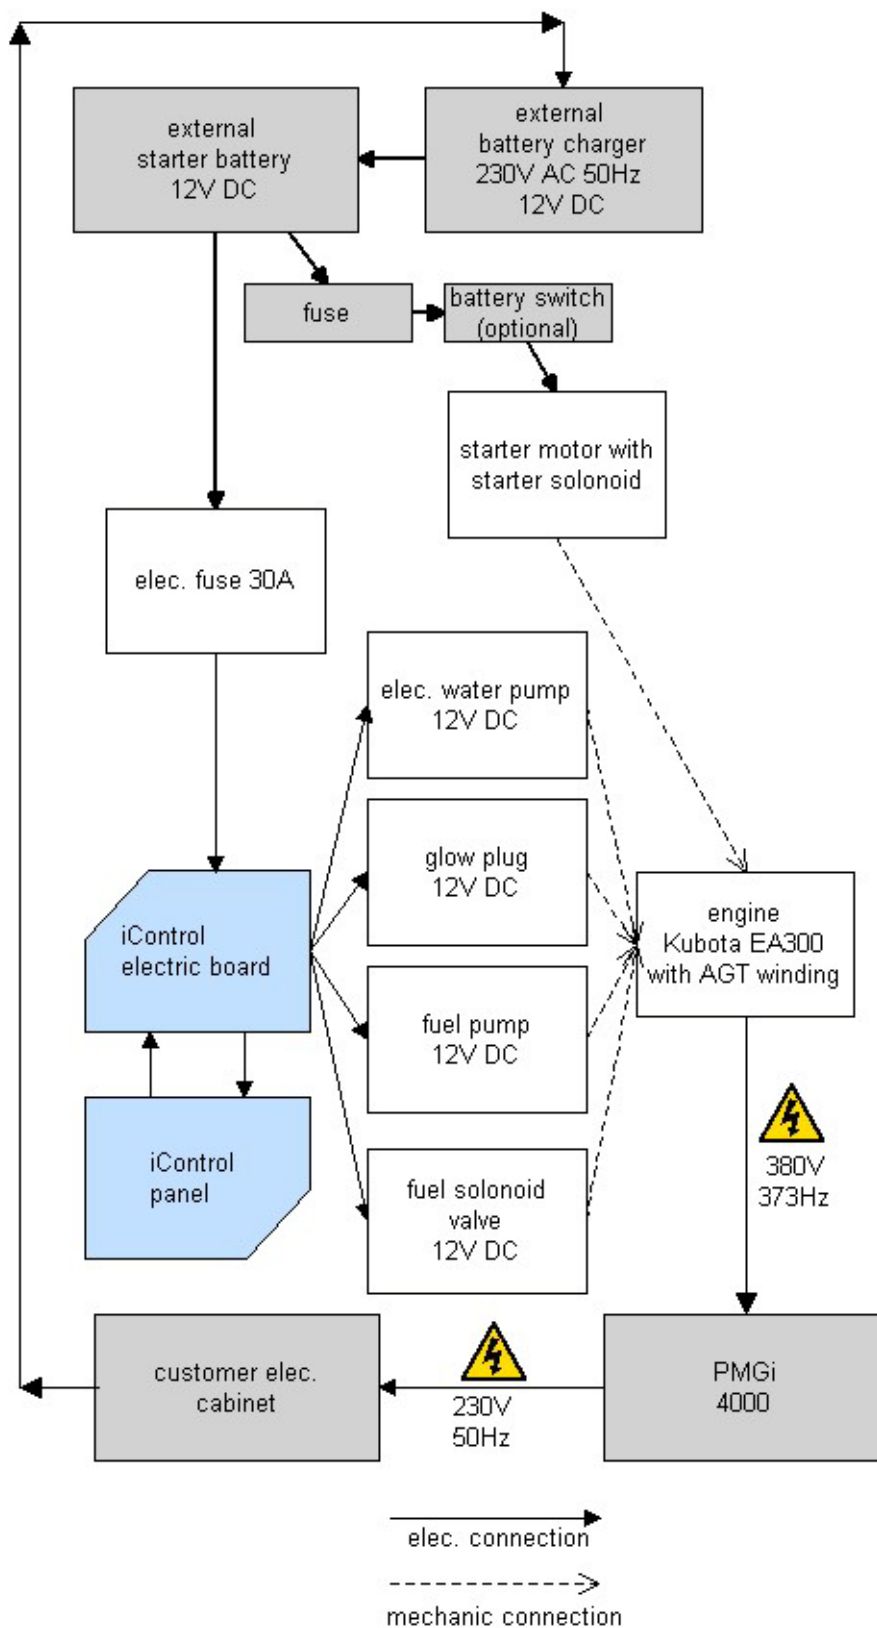 external
starter battery
12V DC
external
battery charger
230V AC 50Hz
12V DC
fuse
battery switch
(optional)
starter motor with
starter solonoid
elec. fuse 30A
elec. water pump
12V DC
glow plug
12V DC
engine
Kubota EA300
with AGT winding
iControl
electric board
fuel pump
12V DC
380V
373Hz
iControl
panel
fuel solonoid
valve
12V DC
customer elec.
cabinet
230V
50Hz
PMGi
4000
elec. connection
mechanic connection